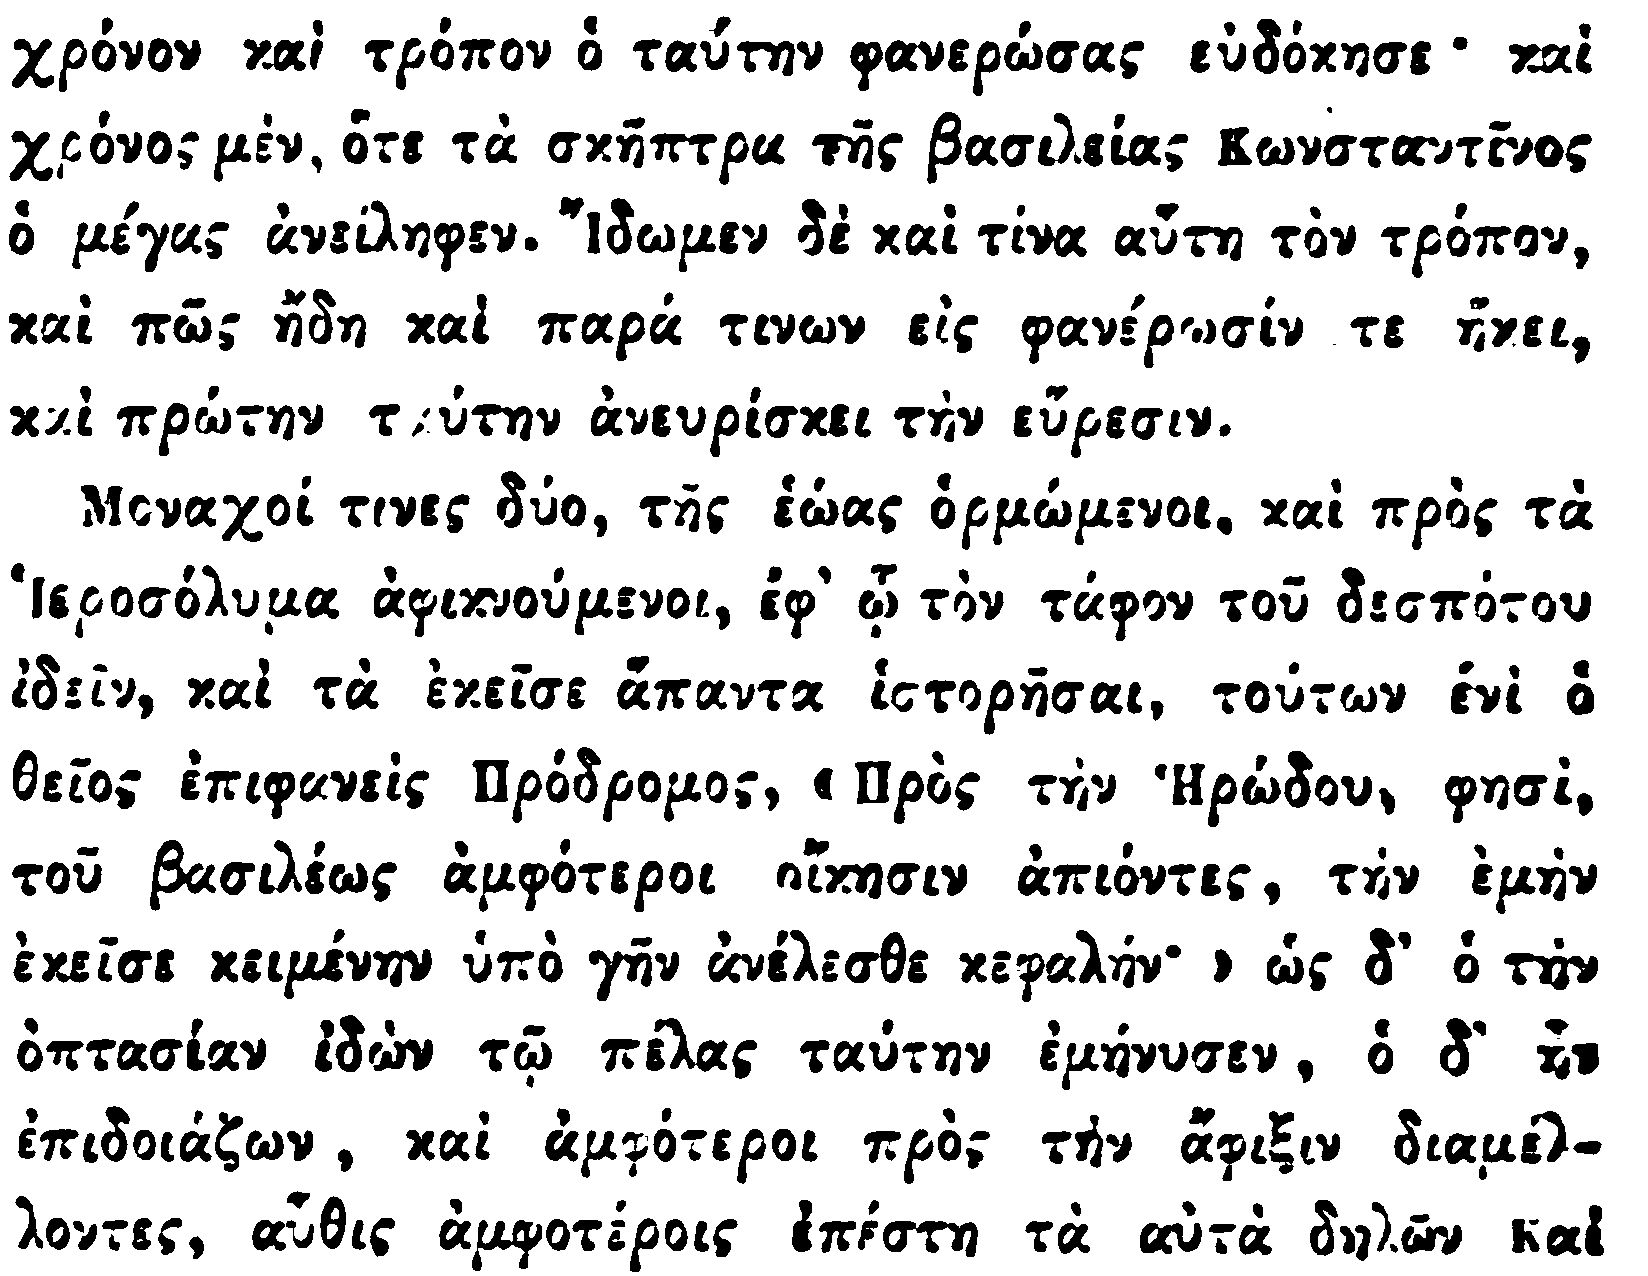 χρόνον καὶ τρόπον ὁ ταύτην φανερώσας εὐδόκησε· καὶ
χρόνος μὲν, ὅτε τὰ σκῆπτρα τῆς βασιλείας Κωνσταντῖνος
ὁ μέγας ἀνείληφεν. Ἴδωμεν δὲ καὶ τίνα αὕτη τὸν τρόπον,
καὶ πῶς ἤδη καὶ παρά τινων εἰς φανέρωσίν τε ἥκει,
καὶ πρώτην ταύτην ἀνευρίσκει τὴν εὕρεσιν.
Μοναχοί τινες δύο, τῆς ἑώας ὁρμώμενοι, καὶ πρὸς τὰ
Ἱεροσόλυμα ἀφικνούμενοι, ἐφ' ᾧ τὸν τάφον τοῦ δεσπότου
ἰδεῖν, καὶ τὰ ἐκεῖσε ἅπαντα ἱστορῆσαι, τούτων ἑνὶ ὁ
θεῖος ἐπιφανεὶς Πρόδρομος, « Πρὸς τὴν Ἡρώδου, φησὶ,
τοῦ βασιλέως ἀμφότεροι οἴκησιν ἀπιόντες, τὴν ἐμὴν
ἐκεῖσε κειμένην ὑπὸ γῆν ἀνέλεσθε κεφαλήν· » ὡς δ' ὁ τὴν
ὀπτασίαν ἰδὼν τῷ πέλας ταύτην ἐμήνυσεν, ὁ δ' ἦν
ἐπιδοιάζων, καὶ ἀμφότεροι πρὸς τὴν ἄφιξιν διαμέλ-
λοντες, αὖθις ἀμφοτέροις ἐπέστη τὰ αὐτὰ δηλῶν καὶ